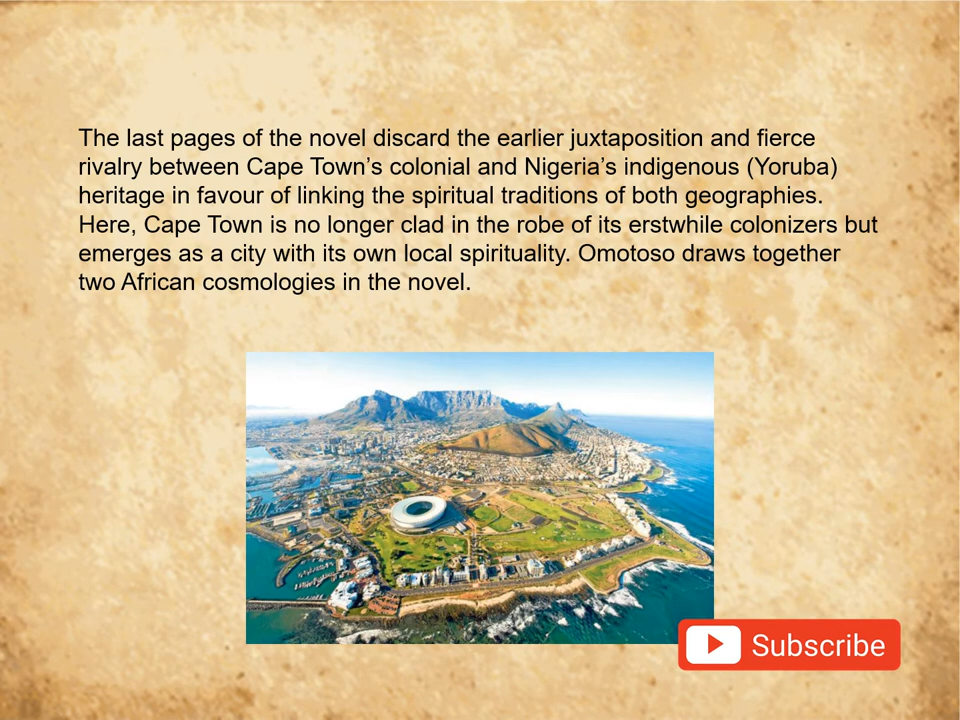 The last pages of the novel discard the earlier juxtaposition and fierce
rivalry between Cape Town’s colonial and Nigeria’s indigenous (Yoruba)
heritage in favour of linking the spiritual traditions of both geographies.
Here, Cape Town is no longer clad in the robe of its erstwhile colonizers but
emerges as a city with its own local spirituality. Omotoso draws together
two African cosmologies in the novel.
Subscribe